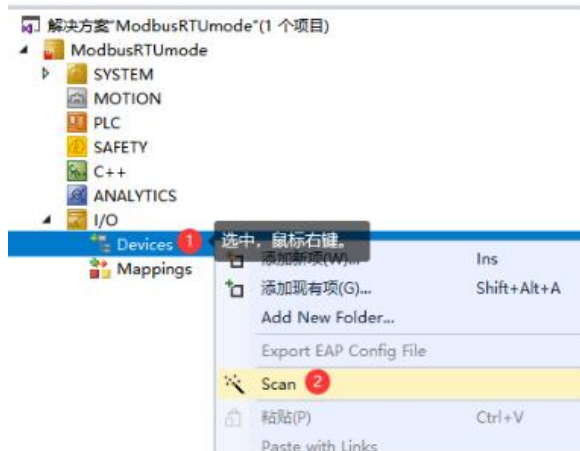 解决方案"ModbusRTUmode"(1 个项目)
ModbusRTUmode
SYSTEM
MOTION
PLC
SAFETY
C++
ANALYTICS
I/O
Devices 1 选中，鼠标右键。
添加新项(W)... Ins
Mappings
添加现有项(G)... Shift+Alt+A
Add New Folder...
Export EAP Config File
Scan 2
粘贴(P) Ctrl+V
Paste with Links